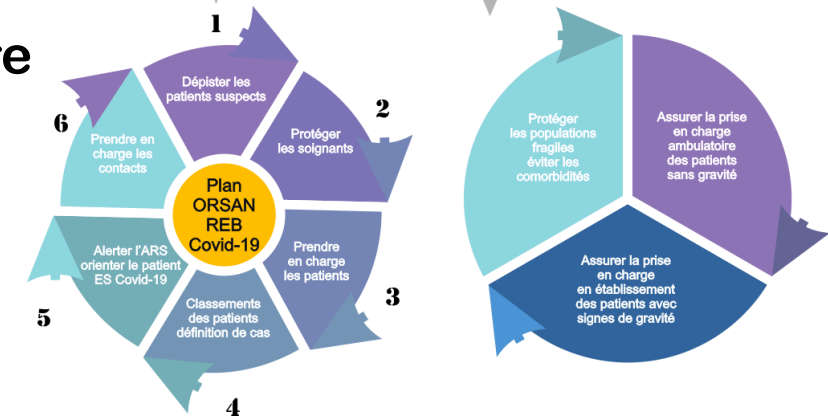 re
1
Dépister les
patients suspects
2
Protéger
les soignants
3
Prendre
en charge
les patients
4
Classements
des patients
définition de cas
5
Alerter l'ARS
orienter le patient
ES Covid-19
6
Prendre en
charge les
contacts
Plan
ORSAN
REB
Covid-19
Protéger
les populations
fragiles
éviter les
comorbidités
Assurer la prise
en charge
ambulatoire
des patients
sans gravité
Assurer la prise
en charge
en établissement
des patients avec
signes de gravité